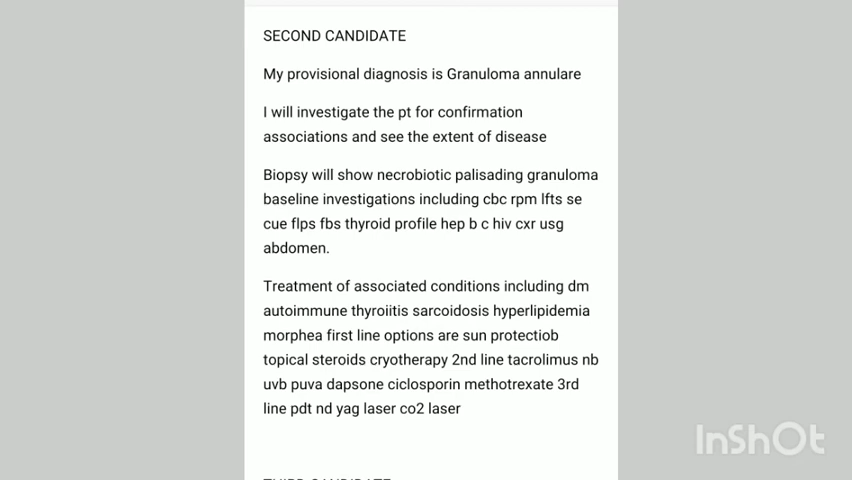 SECOND CANDIDATE
My provisional diagnosis is Granuloma annulare
I will investigate the pt for confirmation
associations and see the extent of disease
Biopsy will show necrobiotic palisading granuloma
baseline investigations including cbc rpm lfts se
cue flps fbs thyroid profile hep b c hiv cxr usg
abdomen.
Treatment of associated conditions including dm
autoimmune thyroiitis sarcoidosis hyperlipidemia
morphea first line options are sun protectiob
topical steroids cryotherapy 2nd line tacrolimus nb
uvb puva dapsone ciclosporin methotrexate 3rd
line pdt nd yag laser co2 laser
THIRD CANDIDATE
InShOt